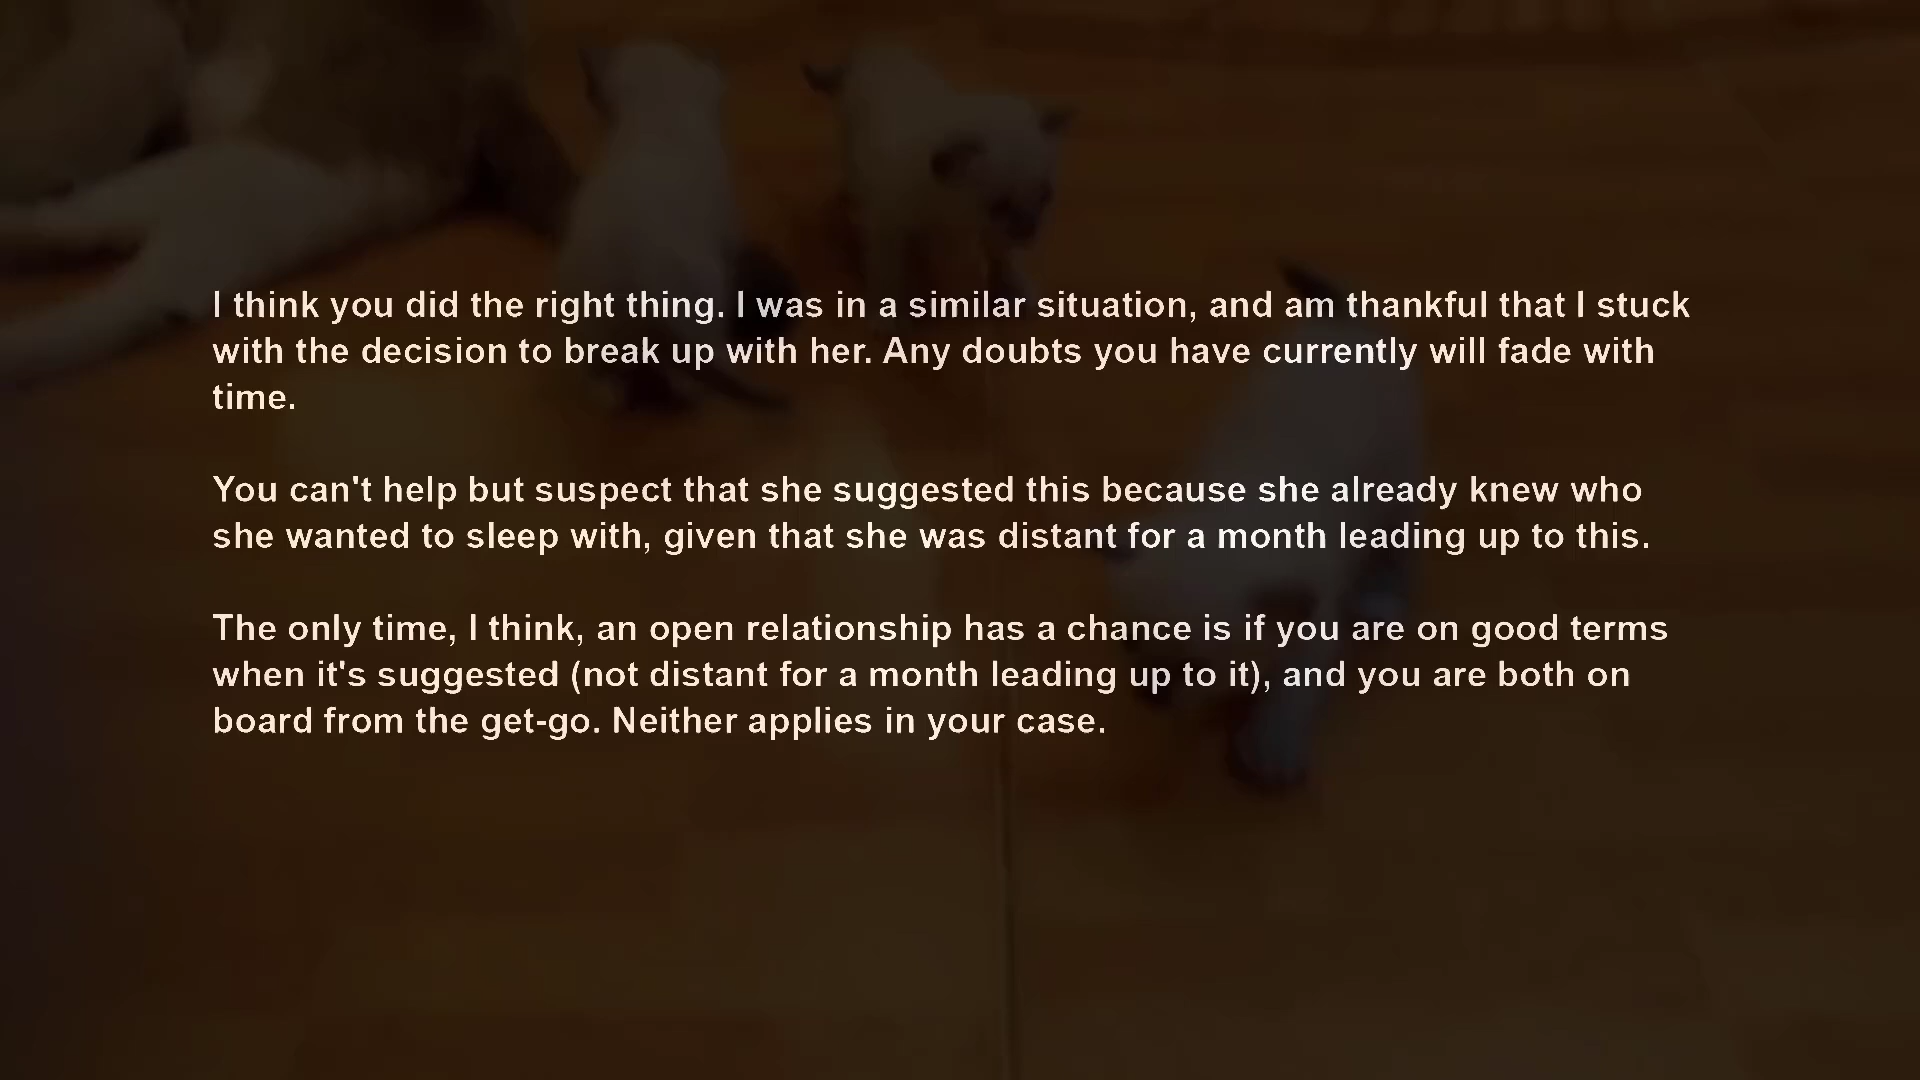 I think you did the right thing. I was in a similar situation, and am thankful that I stuck
with the decision to break up with her. Any doubts you have currently will fade with
time.
You can't help but suspect that she suggested this because she already knew who
she wanted to sleep with, given that she was distant for a month leading up to this.
The only time, I think, an open relationship has a chance is if you are on good terms
when it's suggested (not distant for a month leading up to it), and you are both on
board from the get-go. Neither applies in your case.